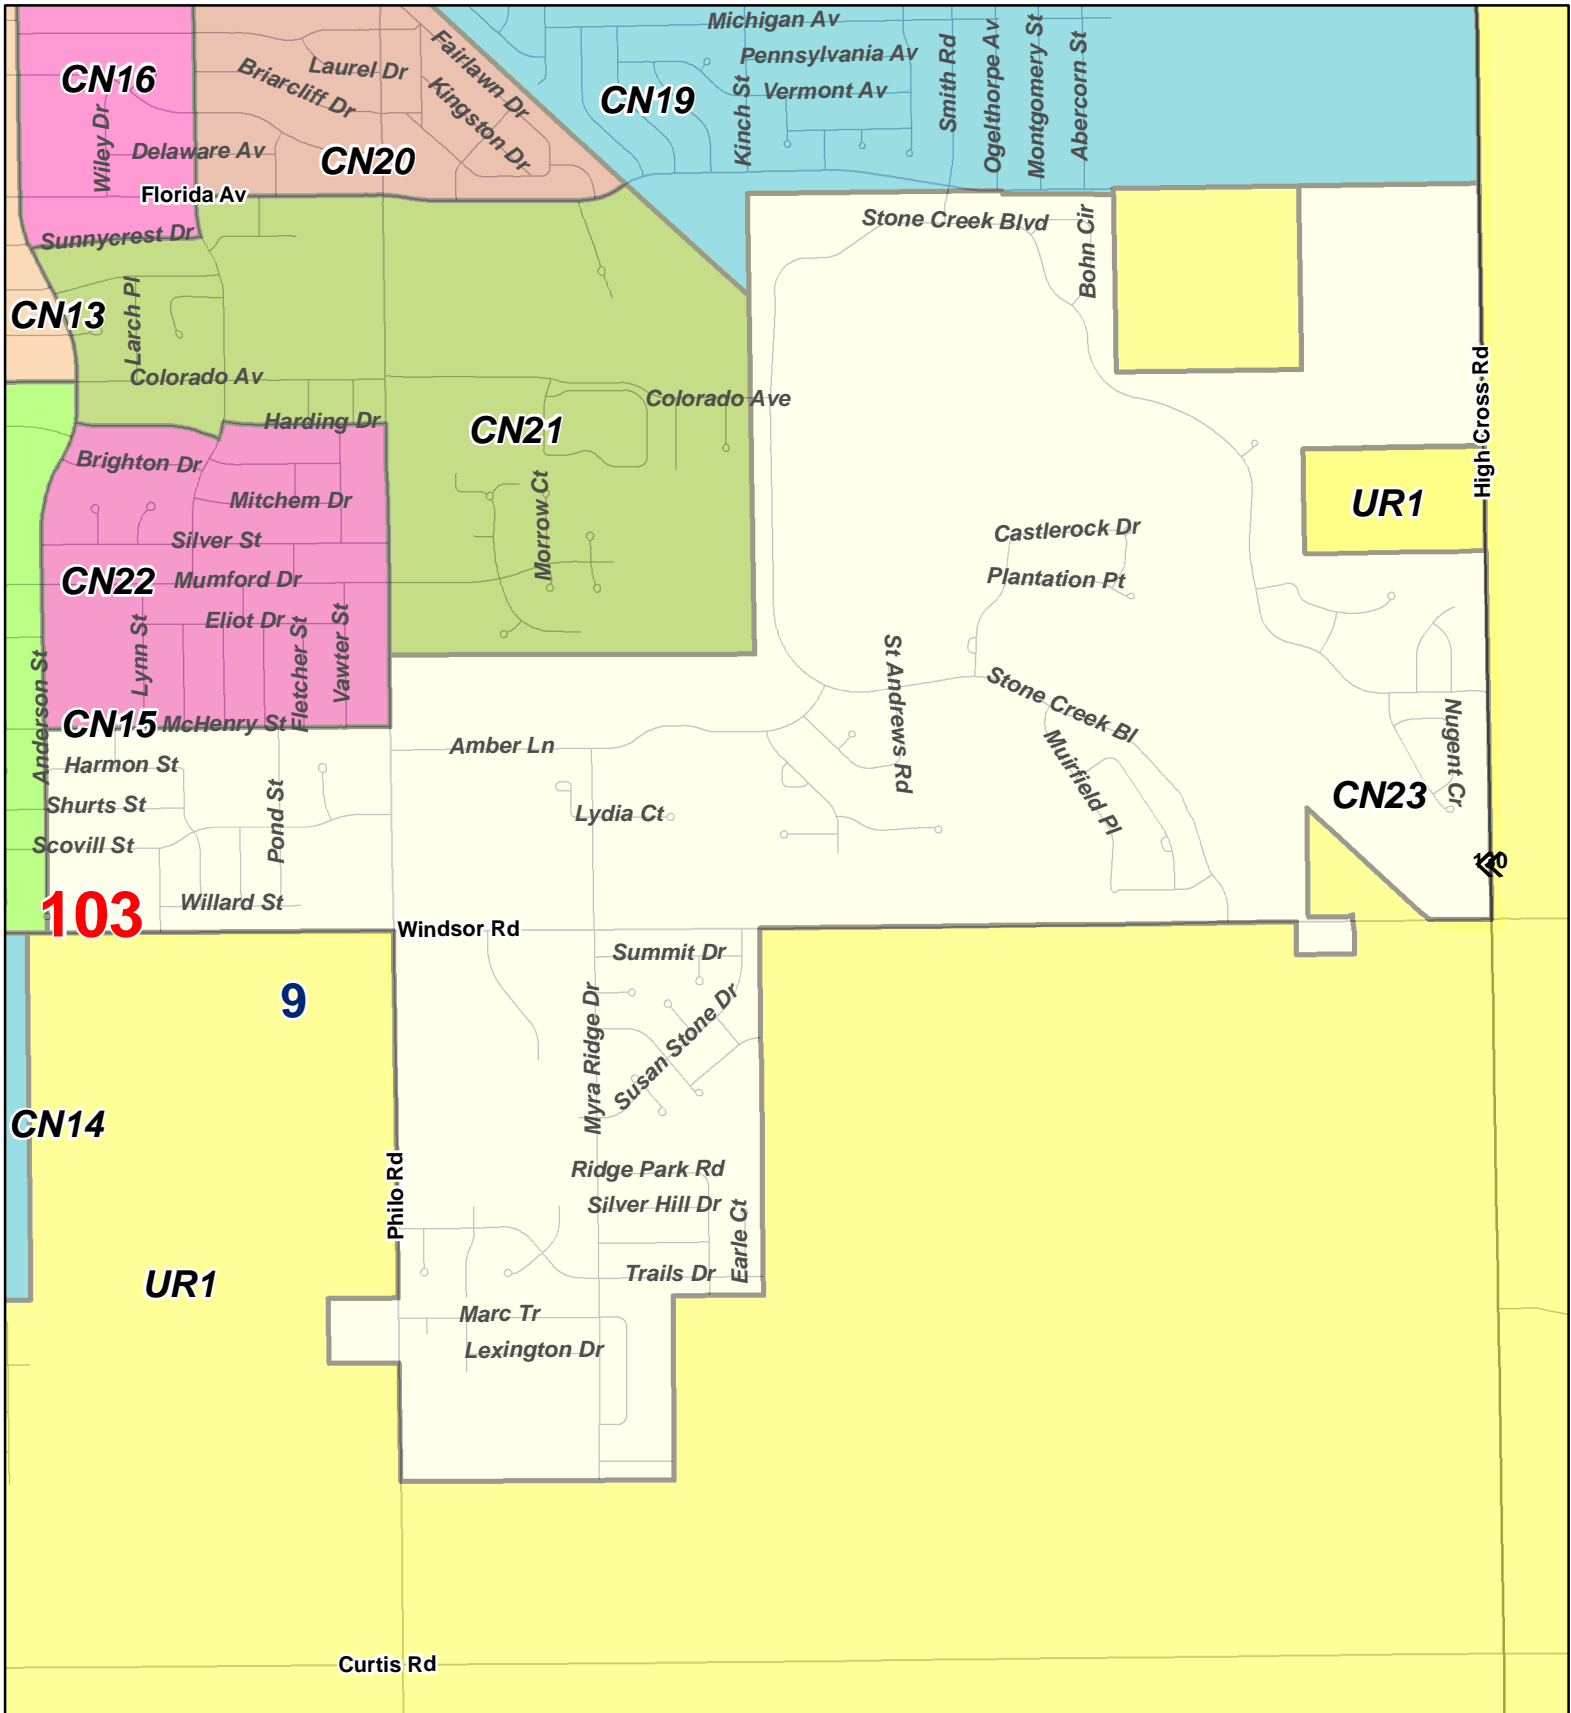 Michigan Av
Pennsylvania Av
Vermont Av
Kinch St
Smith Rd
Ogelthorpe Av
Montgomery St
Abercorn St
CN19
CN16
Wiley Dr
Laurel Dr
Briarcliff Dr
Fairlawn Dr
Kingston Dr
Delaware Av
CN20
Florida Av
Sunnycrest Dr
Stone Creek Blvd
Bohn Cir
CN13
Larch Pl
Colorado Av
Colorado Ave
High Cross Rd
Harding Dr
CN21
Brighton Dr
Mitchem Dr
Morrow Ct
UR1
Silver St
Castlerock Dr
CN22
Mumford Dr
Plantation Pt
Eliot Dr
Lynn St
Fletcher St
Vawter St
Anderson St
St Andrews Rd
Stone Creek Bl
CN15
McHenry St
Amber Ln
Muirfield Pl
Nugent Cr
Harmon St
CN23
Shurts St
Pond St
Lydia Ct
Scovill St
130
Willard St
103
Windsor Rd
Summit Dr
9
Myra Ridge Dr
Susan Stone Dr
CN14
Philo Rd
Ridge Park Rd
Silver Hill Dr
Earle Ct
UR1
Trails Dr
Marc Tr
Lexington Dr
Curtis Rd